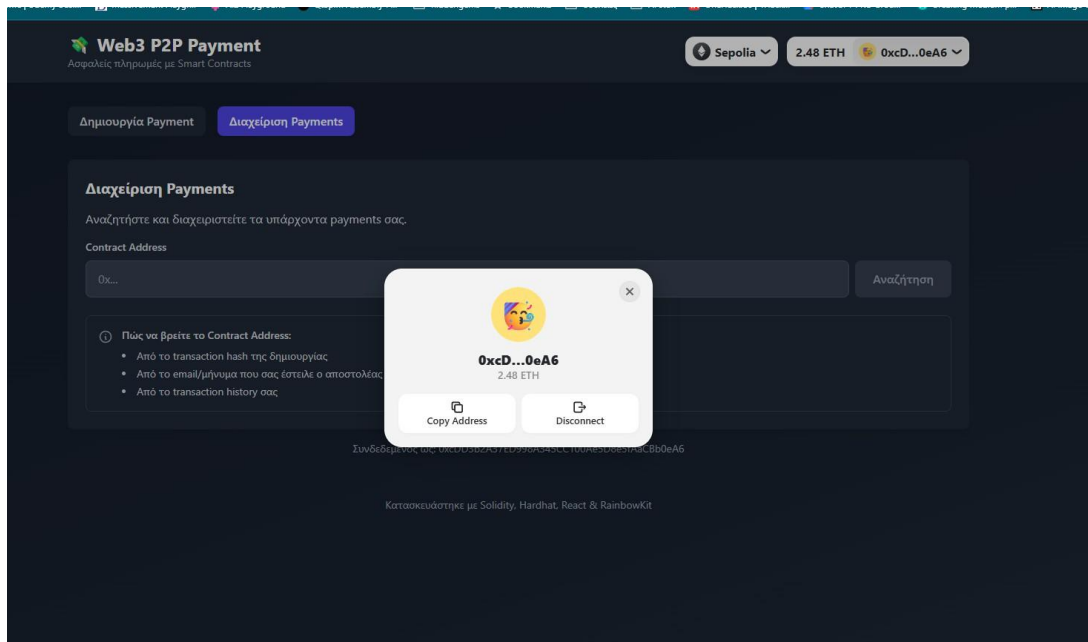 Web3 P2P Payment
Ασφαλείς πληρωμές με Smart Contracts
Sepolia
2.48 ETH 0xcD...0eA6
Δημιουργία Payment
Διαχείριση Payments
Διαχείριση Payments
Αναζητήστε και διαχειριστείτε τα υπάρχοντα payments σας.
Contract Address
0x...
Αναζήτηση
Πώς να βρείτε το Contract Address:
Από το transaction hash της δημιουργίας
Από το email/μήνυμα που σας έστειλε ο αποστολέας
Από το transaction history σας
0xcD...0eA6
2.48 ETH
Copy Address
Disconnect
Συνδεδεμένος ως:
Κατασκευάστηκε με Solidity, Hardhat, React & RainbowKit